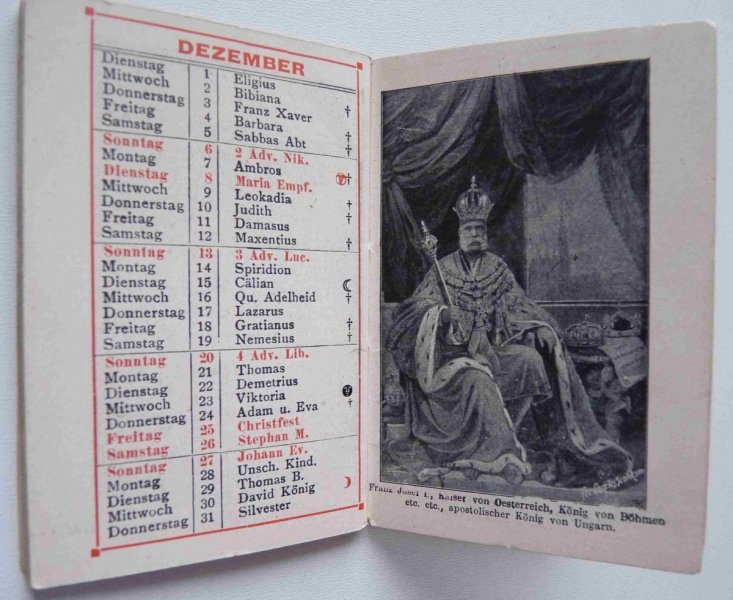 DEZEMBER
Dienstag 1 Eligius
Mittwoch 2 Bibiana
Donnerstag 3 Franz Xaver
Freitag 4 Barbara †
Samstag 5 Sabbas Abt †
Sonntag 6 2 Adv. Nik. †
Montag 7 Ambros
Dienstag 8 Maria Empf. †
Mittwoch 9 Leokadia
Donnerstag 10 Judith †
Freitag 11 Damasus †
Samstag 12 Maxentius †
Sonntag 13 3 Adv. Luc.
Montag 14 Spiridion
Dienstag 15 Cälian ☾
Mittwoch 16 Qu. Adelheid †
Donnerstag 17 Lazarus
Freitag 18 Gratianus †
Samstag 19 Nemesius †
Sonntag 20 4 Adv. Lib.
Montag 21 Thomas
Dienstag 22 Demetrius
Mittwoch 23 Viktoria
Donnerstag 24 Adam u. Eva †
Freitag 25 Christfest
Samstag 26 Stephan M.
Sonntag 27 Johann Ev.
Montag 28 Unsch. Kind.
Dienstag 29 Thomas B.
Mittwoch 30 David König ☽
Donnerstag 31 Silvester
Franz Josef I., Kaiser von Oesterreich, König von Böhmen
etc. etc., apostolischer König von Ungarn.